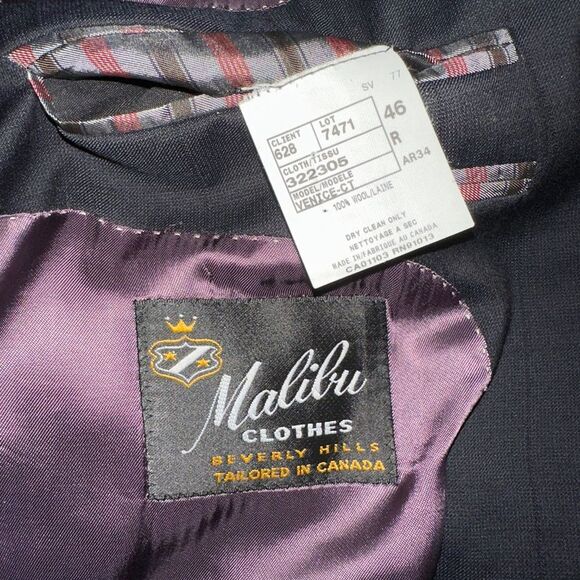 SV 77
CLIENT LOT
628 7471 46
CLOTH/TISSU R
322305
MODEL/MODELE AR34
VENICE-CT
100% WOOL/LAINE
DRY CLEAN ONLY
NETTOYAGE A SEC
MADE IN/FABRIQUE AU CANADA
CA01103 RN91013
Malibu
CLOTHES
BEVERLY HILLS
TAILORED IN CANADA